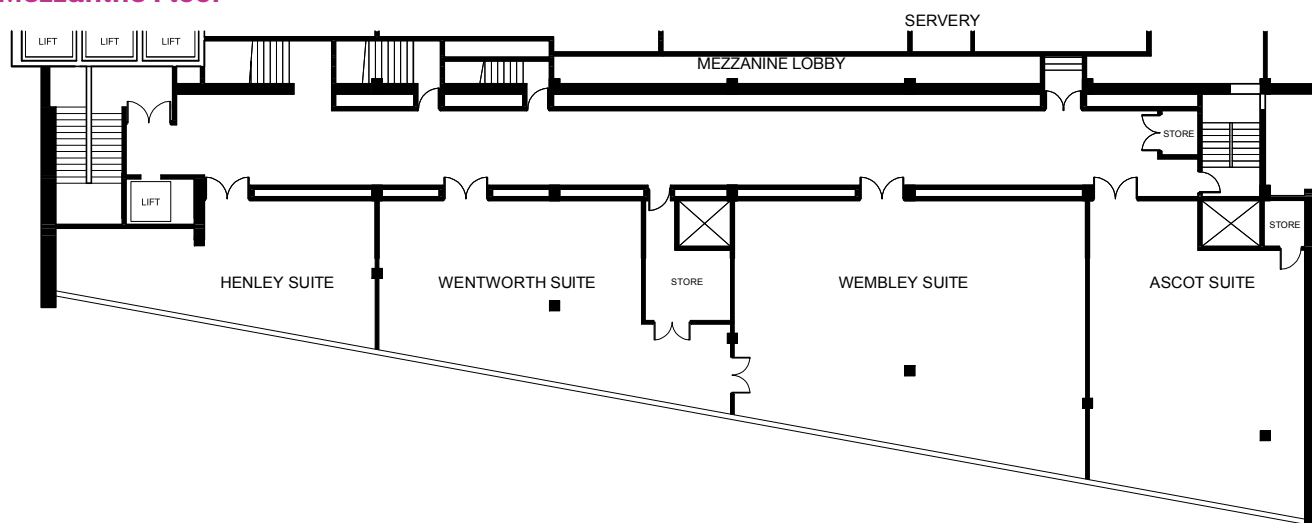 Mezzanine Floor
SERVERY
LIFT
LIFT
LIFT
MEZZANINE LOBBY
STORE
LIFT
STORE
HENLEY SUITE
WENTWORTH SUITE
STORE
WEMBLEY SUITE
ASCOT SUITE